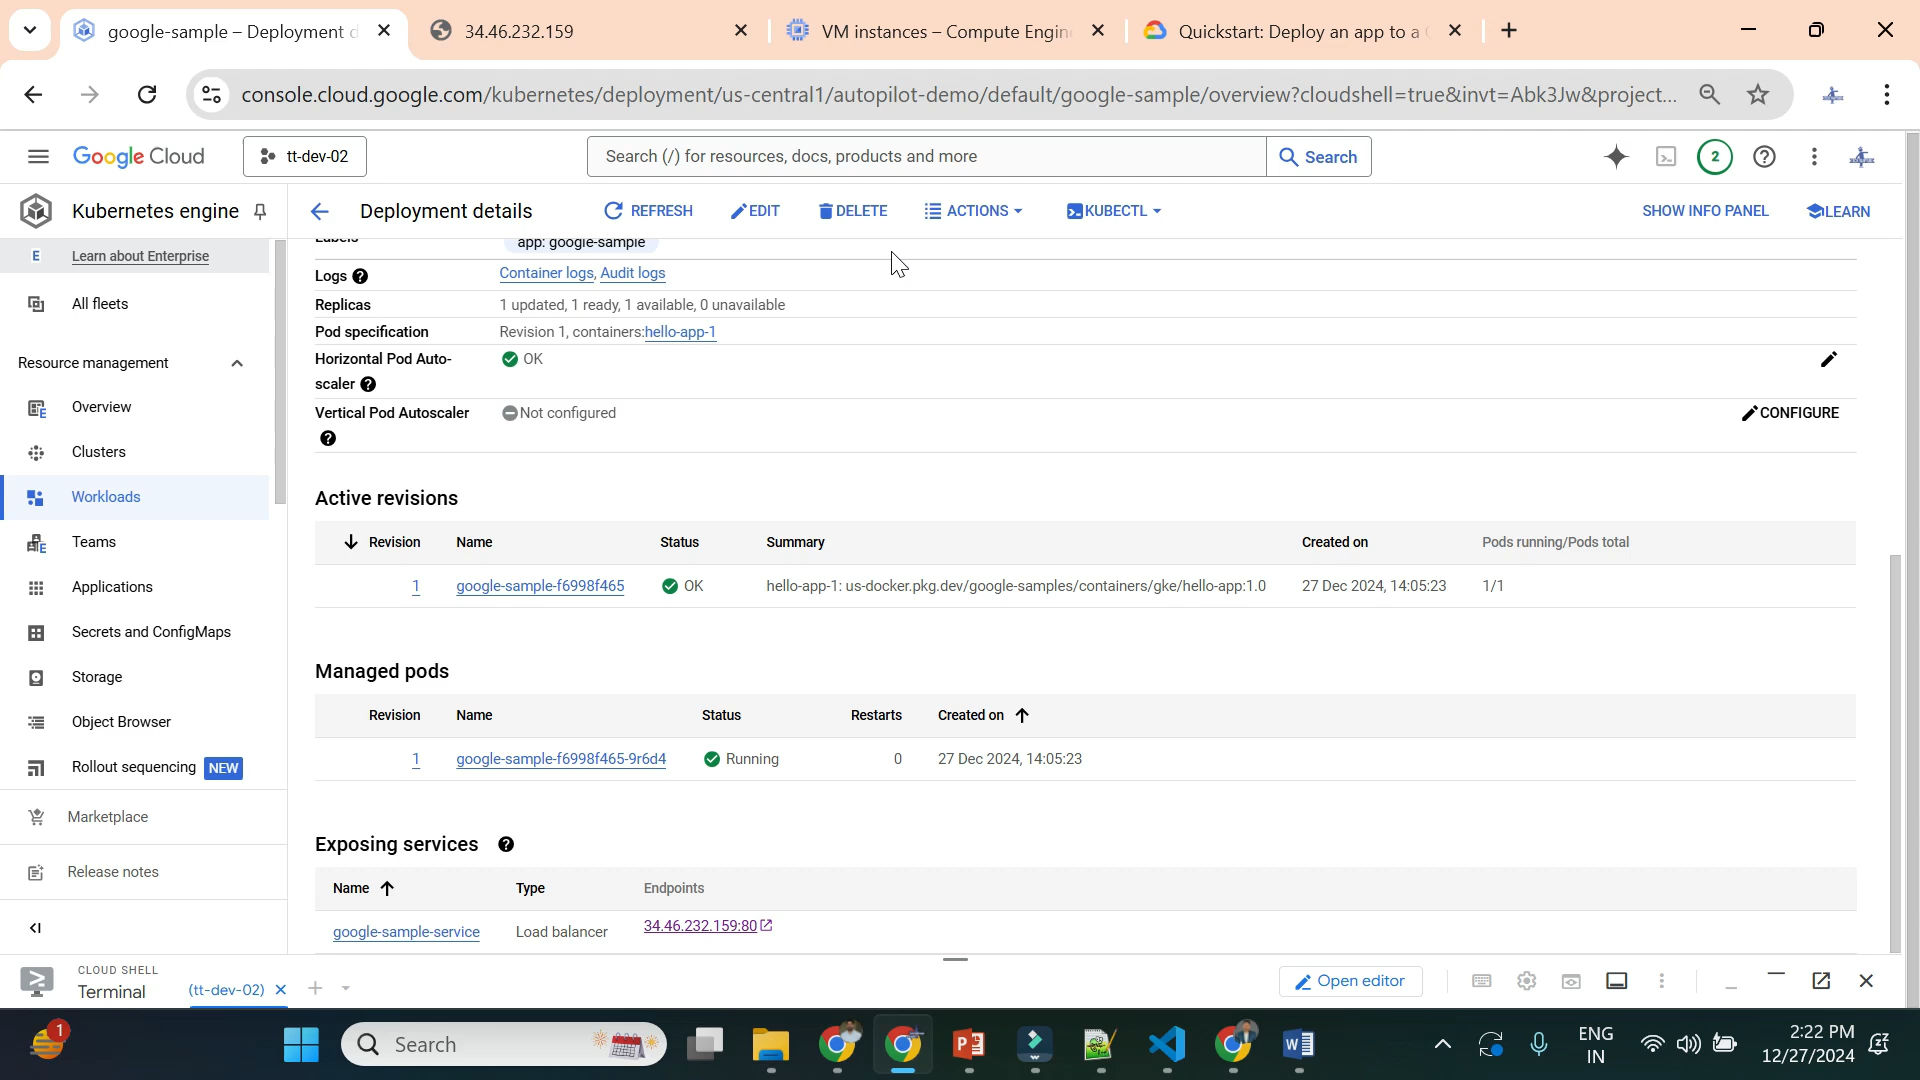 google-sample – Deployment d
34.46.232.159
VM instances – Compute Engin
Quickstart: Deploy an app to a
console.cloud.google.com/kubernetes/deployment/us-central1/autopilot-demo/default/google-sample/overview?cloudshell=true&invt=Abk3Jw&project...
Google Cloud
tt-dev-02
Search (/) for resources, docs, products and more
Search
2
Kubernetes engine
Deployment details
REFRESH
EDIT
DELETE
ACTIONS
KUBECTL
SHOW INFO PANEL
LEARN
E Learn about Enterprise
All fleets
Resource management
Overview
Clusters
Workloads
Teams
Applications
Secrets and ConfigMaps
Storage
Object Browser
Rollout sequencing NEW
Marketplace
Release notes
Labels app: google-sample
Logs Container logs, Audit logs
Replicas 1 updated, 1 ready, 1 available, 0 unavailable
Pod specification Revision 1, containers:hello-app-1
Horizontal Pod Auto- OK
scaler
Vertical Pod Autoscaler Not configured CONFIGURE
Active revisions
Revision Name Status Summary Created on Pods running/Pods total
1 google-sample-f6998f465 OK hello-app-1: us-docker.pkg.dev/google-samples/containers/gke/hello-app:1.0 27 Dec 2024, 14:05:23 1/1
Managed pods
Revision Name Status Restarts Created on
1 google-sample-f6998f465-9r6d4 Running 0 27 Dec 2024, 14:05:23
Exposing services
Name Type Endpoints
google-sample-service Load balancer 34.46.232.159:80
CLOUD SHELL
Terminal
(tt-dev-02)
Open editor
1
Search
ENG
IN
2:22 PM
12/27/2024